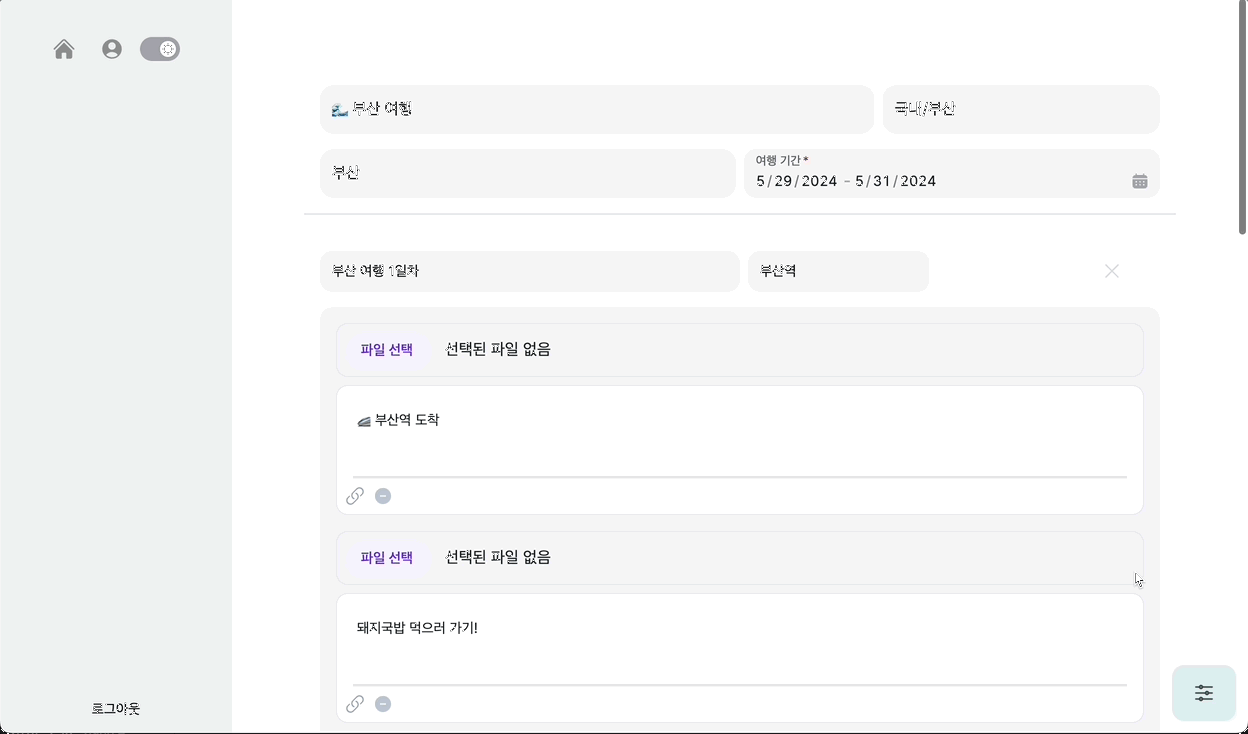 🌊 부산 여행
국내/부산
부산
여행 기간*
5/29/2024 - 5/31/2024
부산 여행 1일차
부산역
파일 선택 선택된 파일 없음
🚄 부산역 도착
파일 선택 선택된 파일 없음
돼지국밥 먹으러 가기!
로그아웃